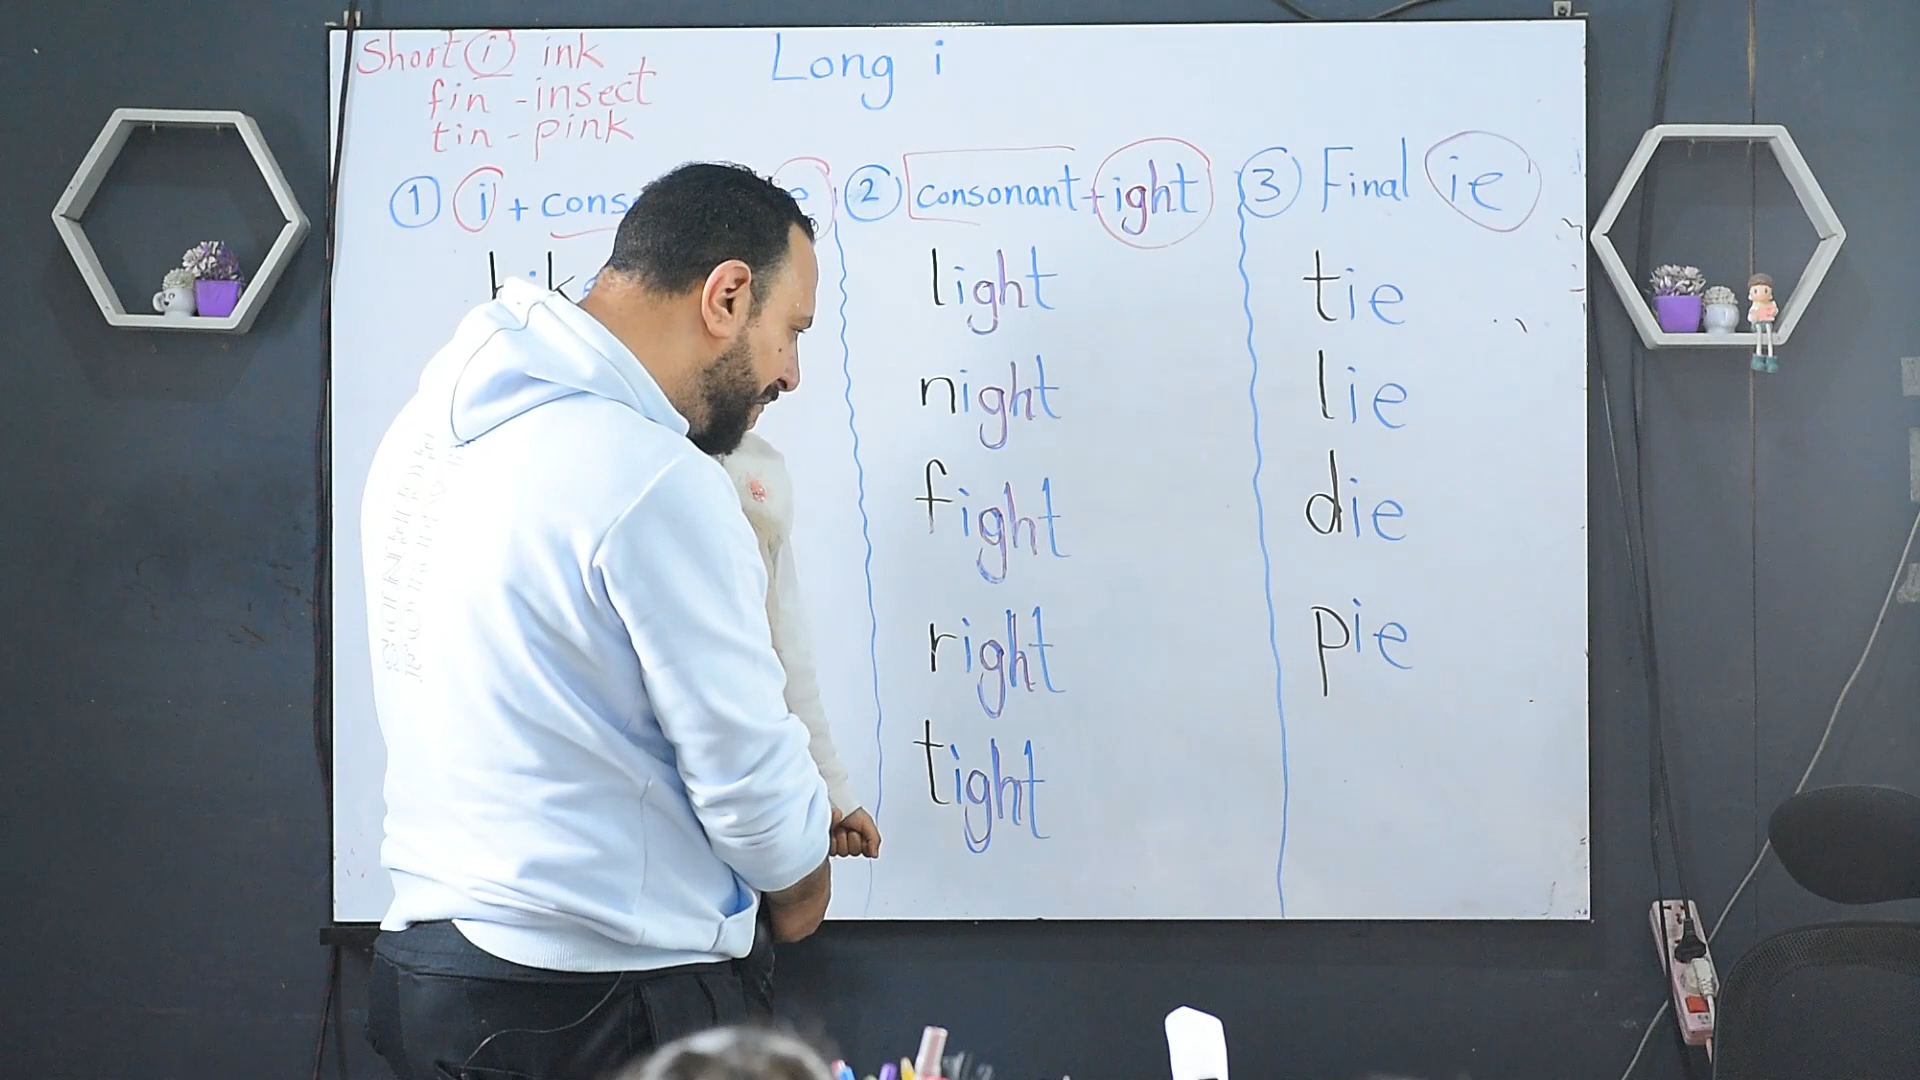 Short i ink
fin - insect
tin - pink
Long i
1 i + cons e
2 consonant + ight
light
night
fight
right
tight
3 Final ie
tie
lie
die
pie